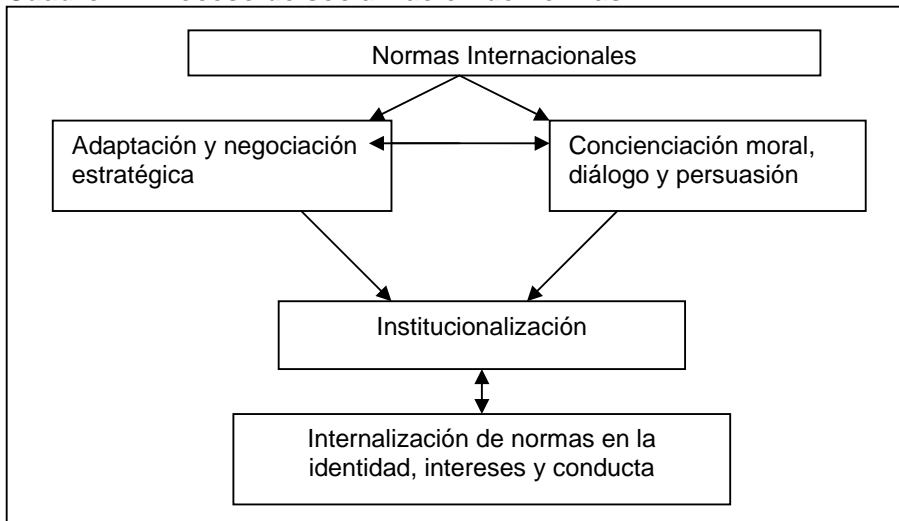 Normas Internacionales
Adaptación y negociación
estratégica
Concienciación moral,
diálogo y persuasión
Institucionalización
Internalización de normas en la
identidad, intereses y conducta